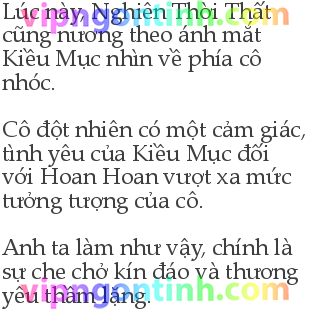 Lúc này, Nghiên Thời Thất
cũng nương theo ánh mắt
Kiều Mục nhìn về phía cô
nhóc.
Cô đột nhiên có một cảm giác,
tình yêu của Kiều Mục đối
với Hoan Hoan vượt xa mức
tưởng tượng của cô.
Anh ta làm như vậy, chính là
sự che chở kín đáo và thương
yêu thầm lặng.
vipngontinh.com
vipngontinh.com